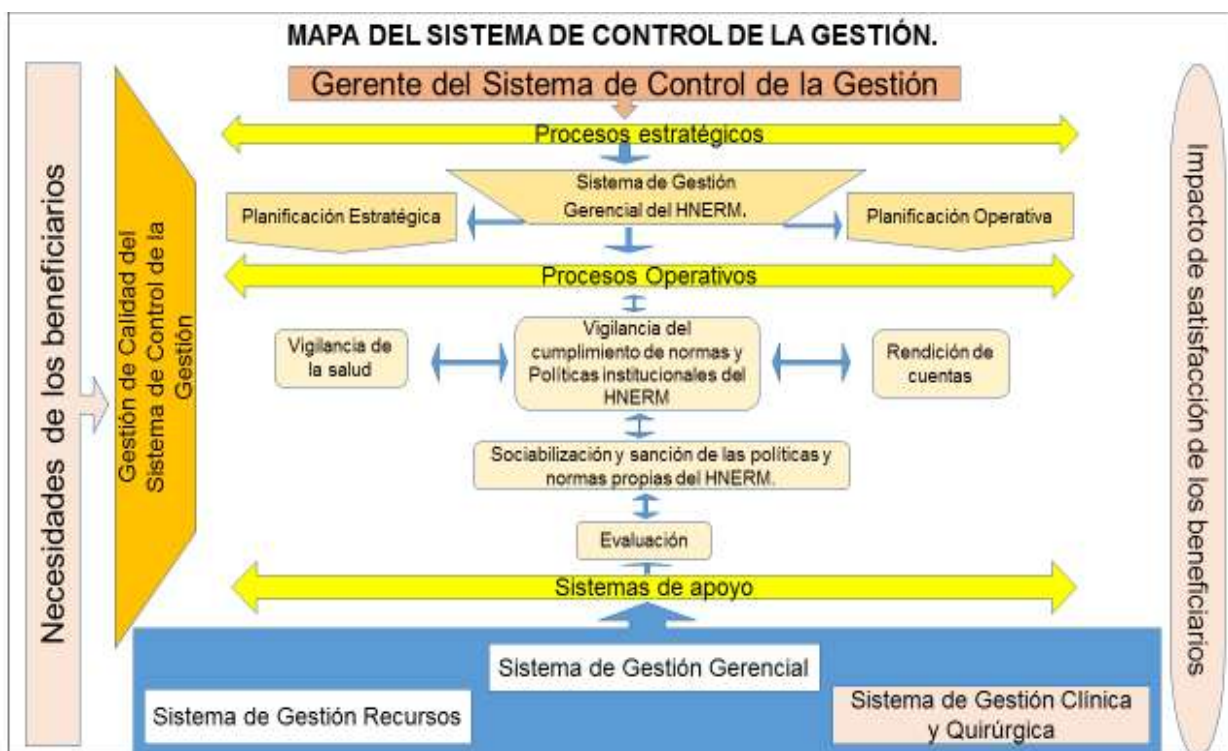 MAPA DEL SISTEMA DE CONTROL DE LA GESTIÓN.
Gerente del Sistema de Control de la Gestión
Necesidades de los beneficiarios
Gestión de Calidad del
Sistema de Control de la
Gestión
Procesos estratégicos
Sistema de Gestión
Gerencial del HNERM.
Planificación Estratégica
Planificación Operativa
Procesos Operativos
Vigilancia de
la salud
Vigilancia del
cumplimiento de normas y
Políticas institucionales del
HNERM
Rendición de
cuentas
Sociabilización y sanción de las políticas y
normas propias del HNERM.
Evaluación
Sistemas de apoyo
Sistema de Gestión Gerencial
Sistema de Gestión Recursos
Sistema de Gestión Clínica
y Quirúrgica
Impacto de satisfacción de los beneficiarios